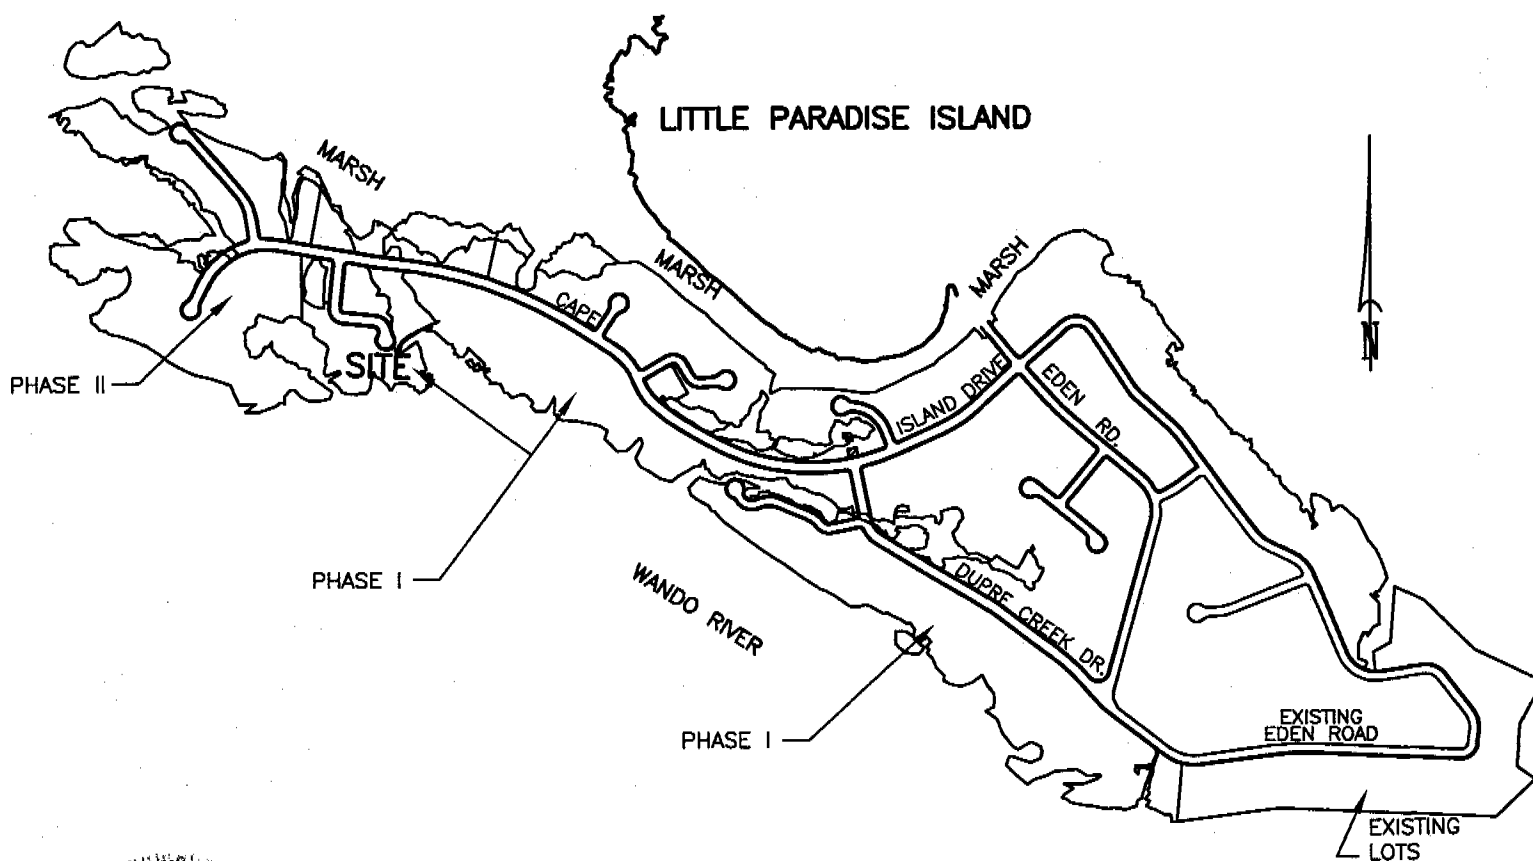 LITTLE PARADISE ISLAND
MARSH
MARSH
MARSH
N
CAPE
ISLAND DRIVE
EDEN RD.
SITE
PHASE II
PHASE I
WANDO RIVER
DUPRE CREEK DR.
PHASE I
EXISTING
EDEN ROAD
EXISTING
LOTS